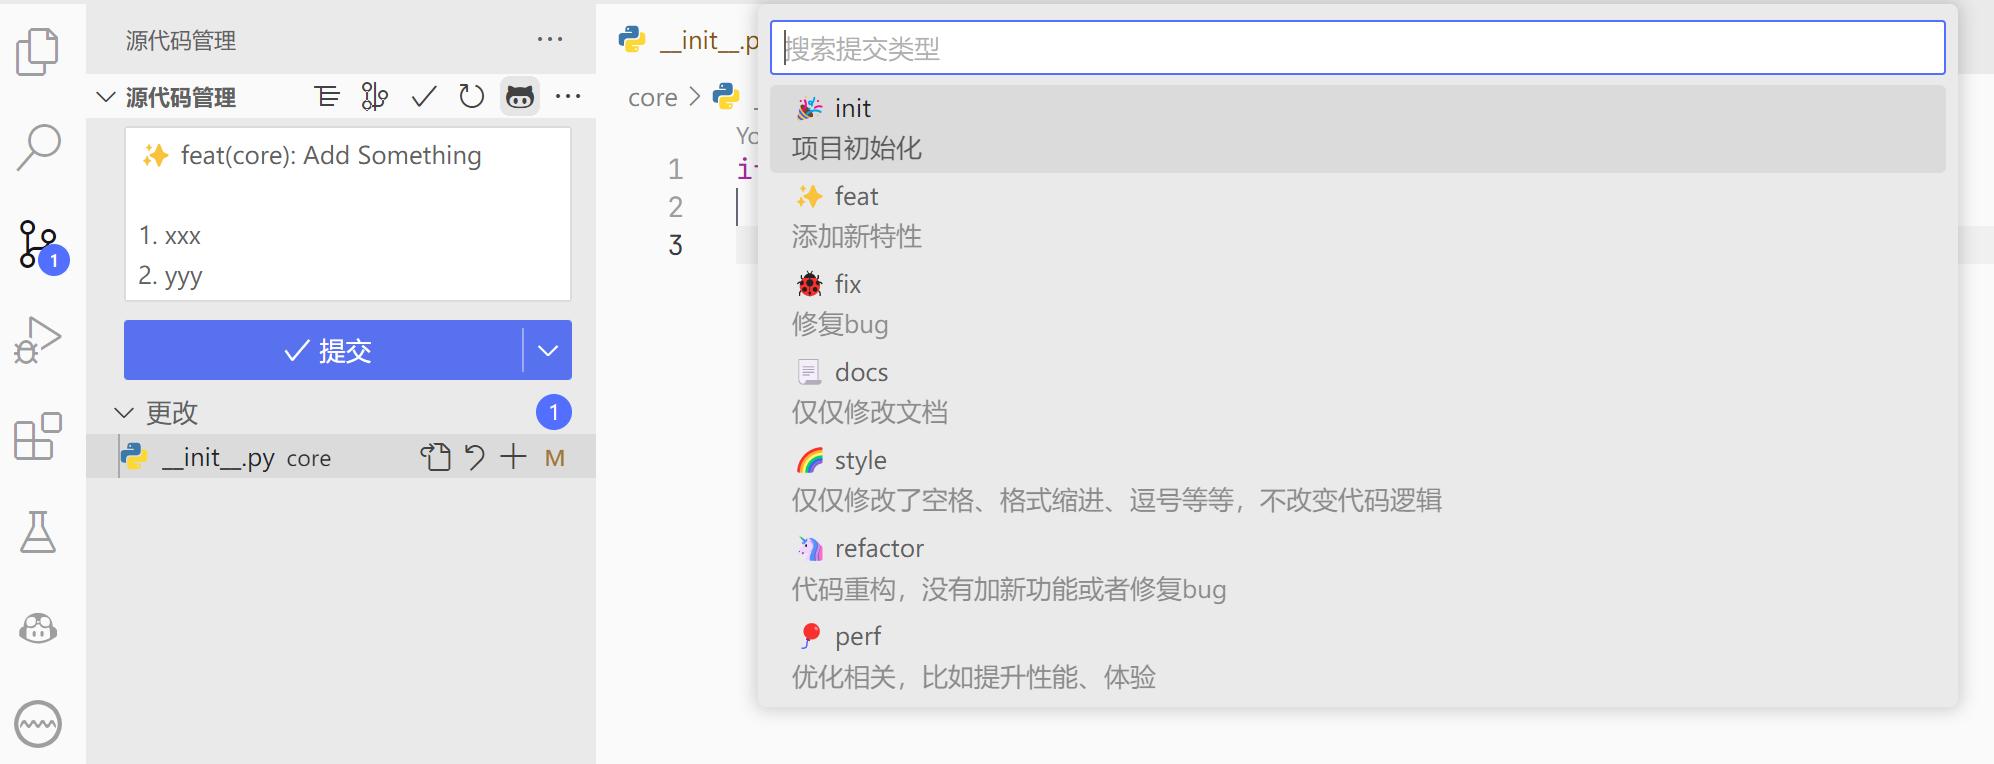 源代码管理
源代码管理
✨ feat(core): Add Something
1. xxx
2. yyy
提交
更改
1
__init__.py core
M
1
__init__.p
core
Yo
1
2
3
搜索提交类型
🎉 init
项目初始化
✨ feat
添加新特性
🐞 fix
修复bug
📃 docs
仅仅修改文档
🌈 style
仅仅修改了空格、格式缩进、逗号等等，不改变代码逻辑
🦄 refactor
代码重构，没有加新功能或者修复bug
🎈 perf
优化相关，比如提升性能、体验